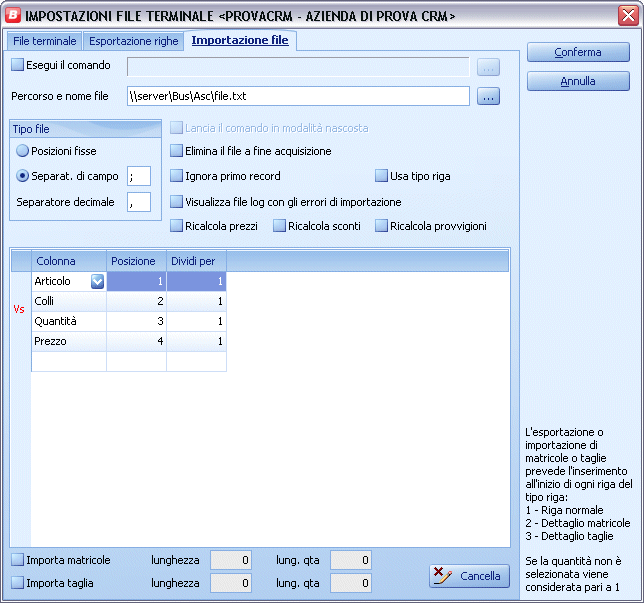 B IMPOSTAZIONI FILE TERMINALE <PROVACRM - AZIENDA DI PROVA CRM>
File terminale Esportazione righe Importazione file
Esegui il comando ...
Conferma
Percorso e nome file \\server\Bus\Asc\file.txt ...
Annulla
Tipo file
Posizioni fisse
Separat. di campo ;
Separatore decimale ,
Lancia il comando in modalità nascosta
Elimina il file a fine acquisizione
Ignora primo record Usa tipo riga
Visualizza file log con gli errori di importazione
Ricalcola prezzi Ricalcola sconti Ricalcola provvigioni
Colonna Posizione Dividi per
Articolo 1 1
Colli 2 1
Vs
Quantità 3 1
Prezzo 4 1
L'esportazione o
importazione di
matricole o taglie
prevede l'inserimento
all'inizio di ogni riga del
tipo riga:
1 - Riga normale
2 - Dettaglio matricole
3 - Dettaglio taglie
Se la quantità non è
selezionata viene
considerata pari a 1
Importa matricole lunghezza 0 lung. qta 0
Importa taglia lunghezza 0 lung. qta 0
Cancella